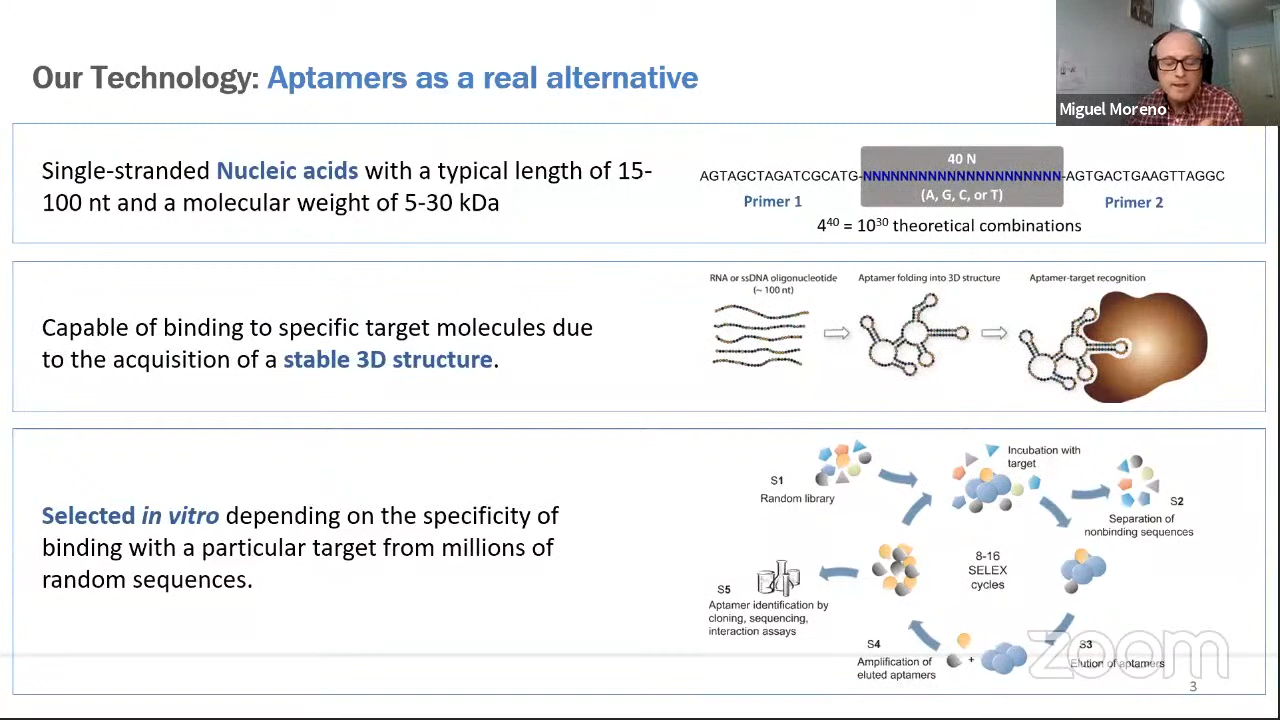 Our Technology: Aptamers as a real alternative
Miguel Moreno
Single-stranded Nucleic acids with a typical length of 15-
100 nt and a molecular weight of 5-30 kDa
40 N
AGTAGCTAGATCGCATG-NNNNNNNNNNNNNNNNNNNNNN-AGTGACTGAAGTTAGGC
(A, G, C, or T)
Primer 1
Primer 2
4⁴⁰ = 10³⁰ theoretical combinations
Capable of binding to specific target molecules due
to the acquisition of a stable 3D structure.
RNA or ssDNA oligonucleotide
(~ 100 nt)
Aptamer folding into 3D structure
Aptamer-target recognition
Selected in vitro depending on the specificity of
binding with a particular target from millions of
random sequences.
S1
Random library
Incubation with
target
S2
Separation of
nonbinding sequences
8-16
SELEX
cycles
S5
Aptamer identification by
cloning, sequencing,
interaction assays
S4
Amplification of
eluted aptamers
+
S3
Elution of aptamers
zoom
3